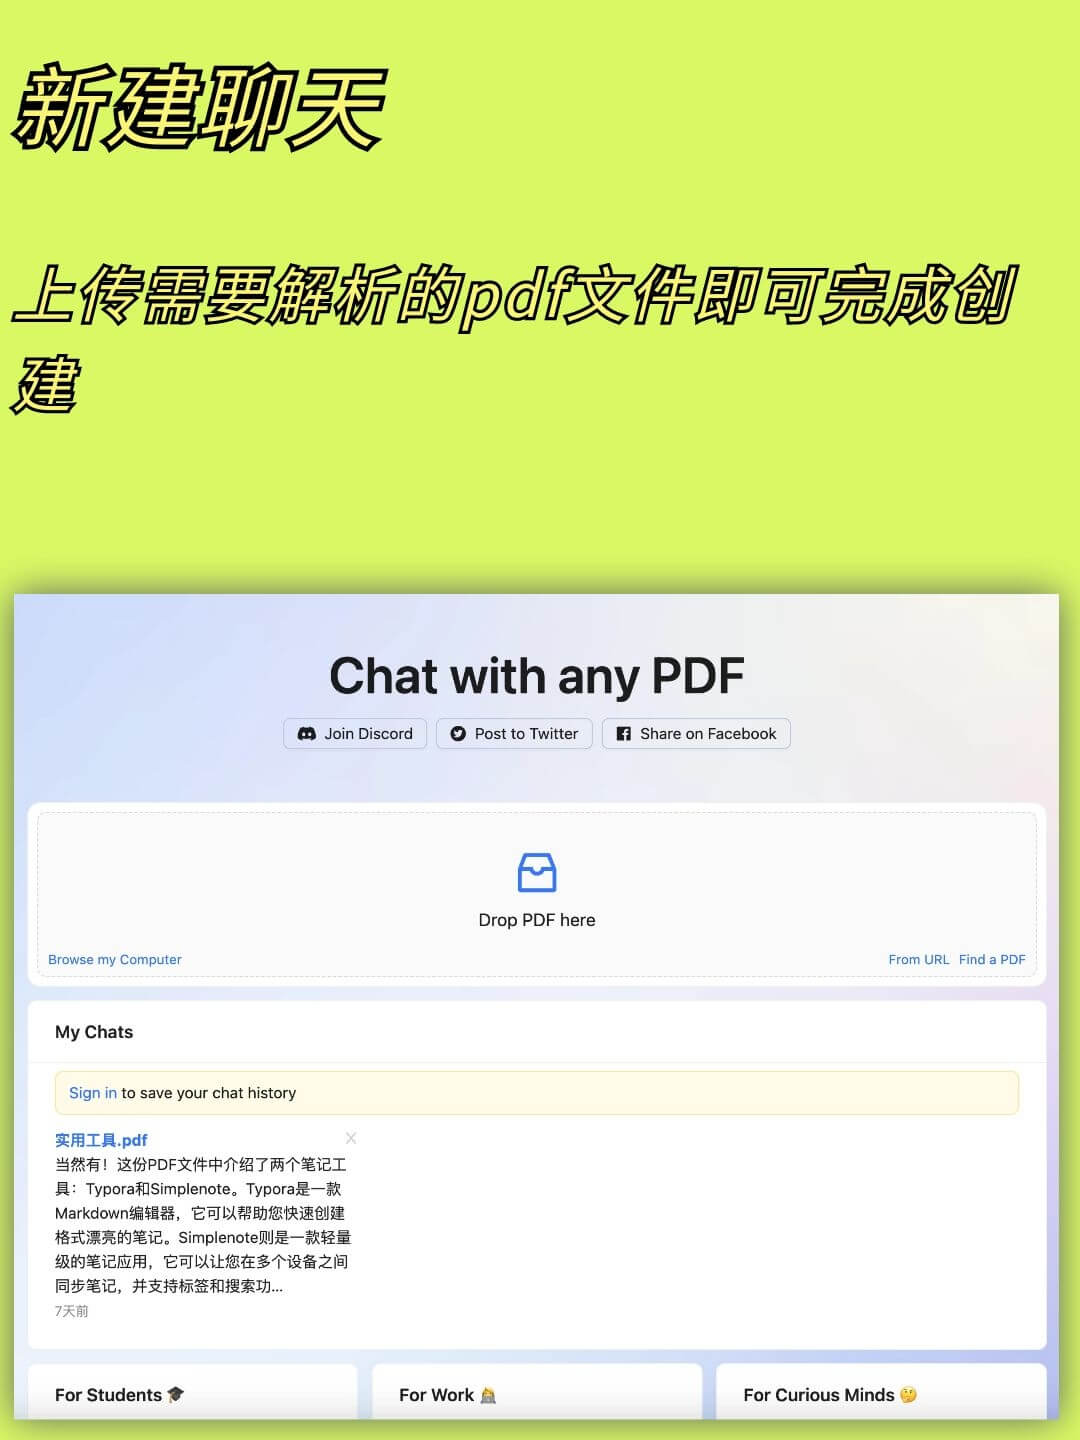 新建聊天
上传需要解析的pdf文件即可完成创
建
Chat with any PDF
Join Discord
Post to Twitter
Share on Facebook
Drop PDF here
Browse my Computer
From URL
Find a PDF
My Chats
Sign in to save your chat history
实用工具.pdf
当然有！这份PDF文件中介绍了两个笔记工
具：Typora和Simplenote。Typora是一款
Markdown编辑器，它可以帮助您快速创建
格式漂亮的笔记。Simplenote则是一款轻量
级的笔记应用，它可以让您在多个设备之间
同步笔记，并支持标签和搜索功...
7天前
For Students 🎓
For Work 👩‍💻
For Curious Minds 🤔